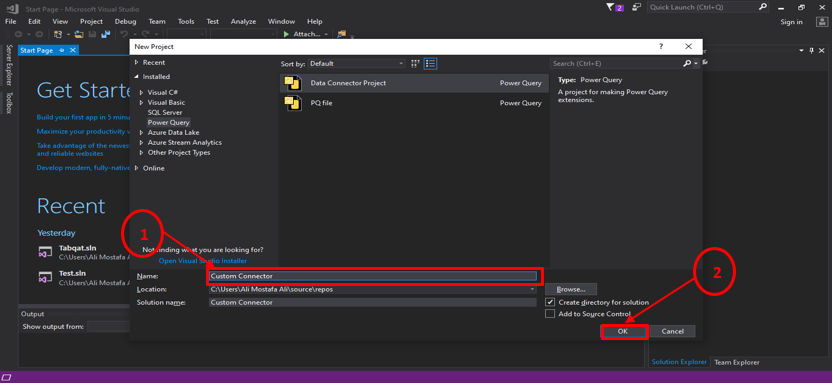 Start Page - Microsoft Visual Studio
2
Quick Launch (Ctrl+Q)
File Edit View Project Debug Team Tools Test Analyze Window Help
Sign in
Attach...
Server Explorer
Toolbox
Start Page
Get Starte
Build your first app in 5 minu
Maximize your productivity w
Take advantage of the newes
and reliable websites
Develop modern, fully-native
Recent
Yesterday
Tabqat.sln
C:\Users\Ali Mostafa A
Test.sln
C:\Users\Ali Mostafa A
Output
Show output from:
New Project
? ×
Recent
Installed
Visual C#
Visual Basic
SQL Server
Power Query
Azure Data Lake
Azure Stream Analytics
Other Project Types
Online
Not finding what you are looking for?
Open Visual Studio Installer
Sort by: Default
Data Connector Project Power Query
PQ file Power Query
Search (Ctrl+E)
Type: Power Query
A project for making Power Query
extensions.
1
Name: Custom Connector
Location: C:\Users\Ali Mostafa Ali\source\repos
Browse...
Solution name: Custom Connector
Create directory for solution
Add to Source Control
2
OK Cancel
Solution Explorer Team Explorer